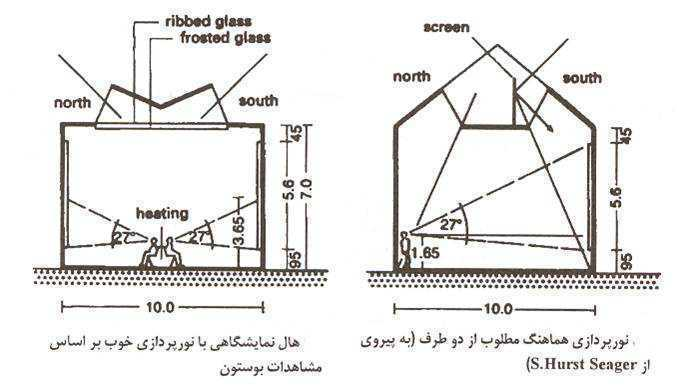 ribbed glass
frosted glass
north
south
heating
27°
27°
3.65
45
5.6
7.0
95
10.0
هال نمایشگاهی با نورپردازی خوب بر اساس
مشاهدات بوستون
screen
north
south
27°
1.65
45
5.6
95
10.0
نورپردازی هماهنگ مطلوب از دو طرف (به پیروی
از S.Hurst Seager)